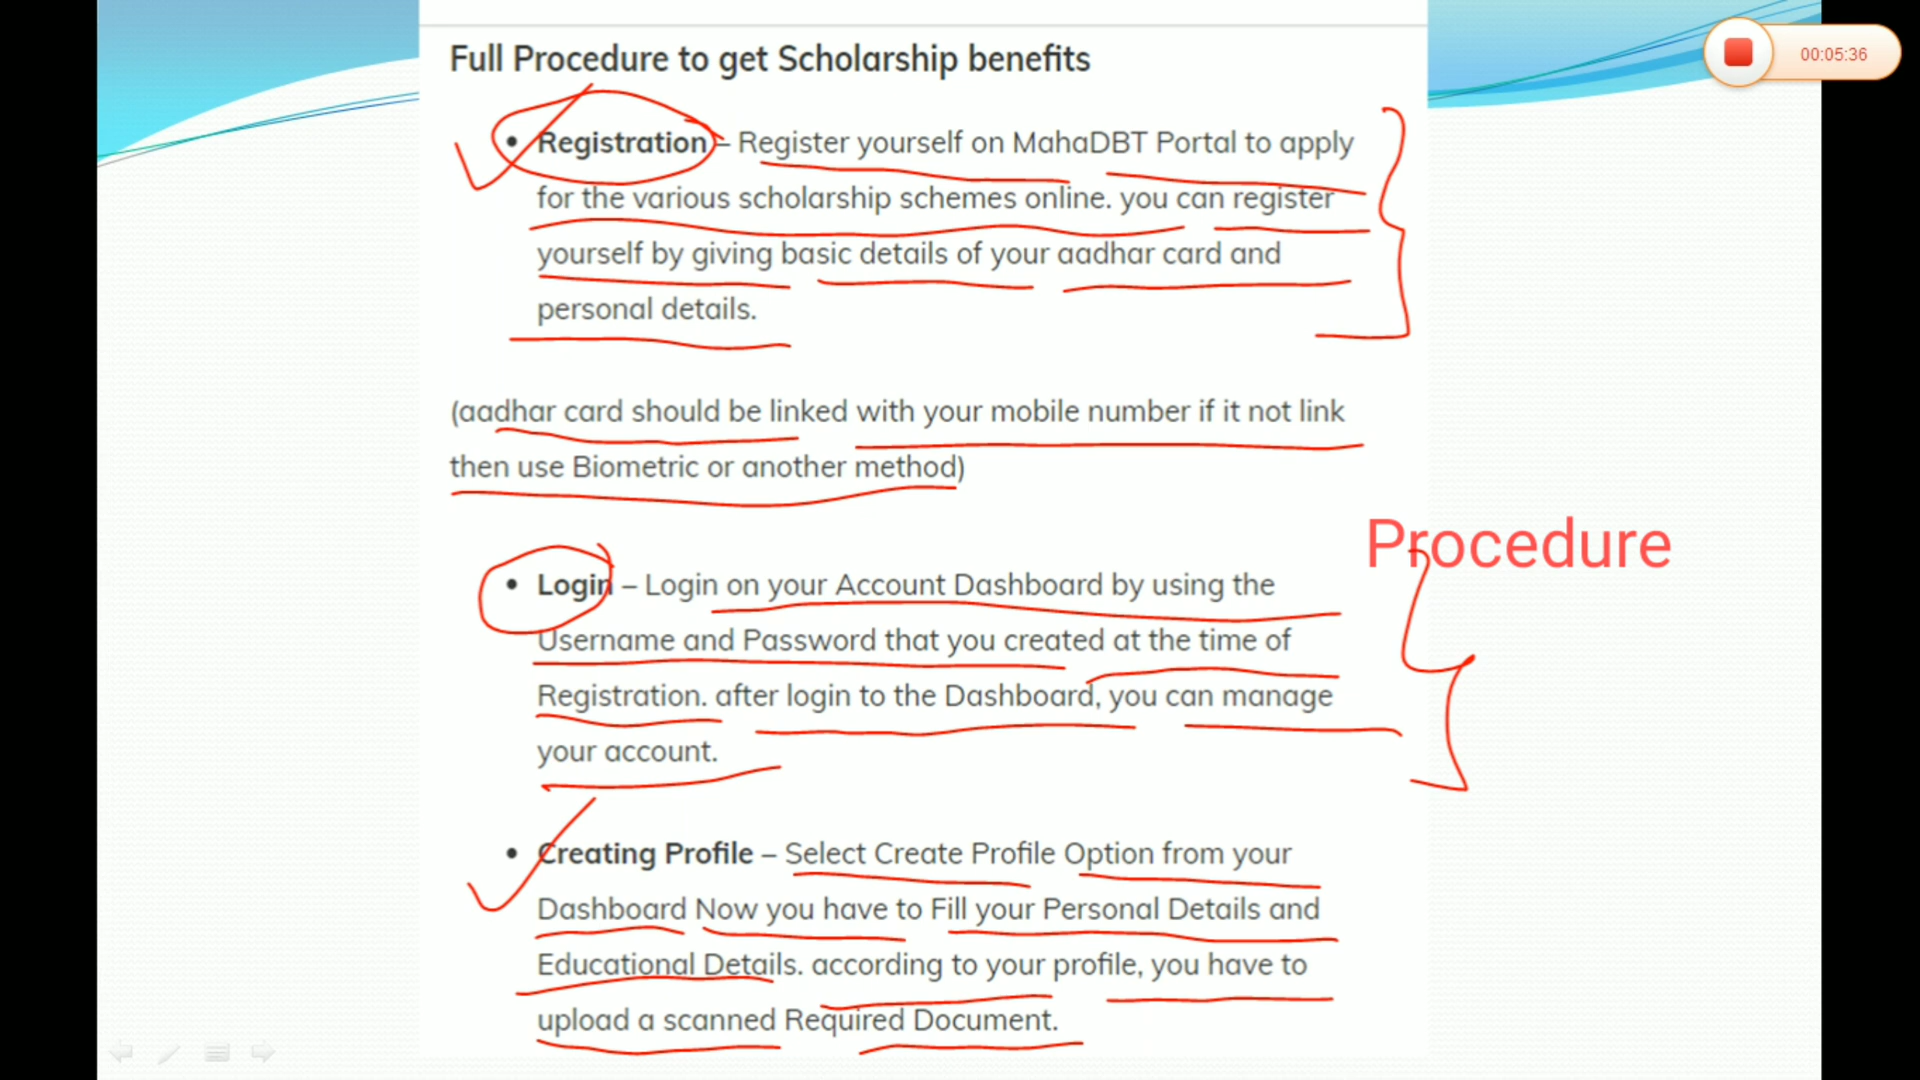 Full Procedure to get Scholarship benefits
00:05:36
• Registration – Register yourself on MahaDBT Portal to apply
for the various scholarship schemes online. you can register
yourself by giving basic details of your aadhar card and
personal details.
(aadhar card should be linked with your mobile number if it not link
then use Biometric or another method)
Procedure
• Login – Login on your Account Dashboard by using the
Username and Password that you created at the time of
Registration. after login to the Dashboard, you can manage
your account.
• Creating Profile – Select Create Profile Option from your
Dashboard Now you have to Fill your Personal Details and
Educational Details. according to your profile, you have to
upload a scanned Required Document.